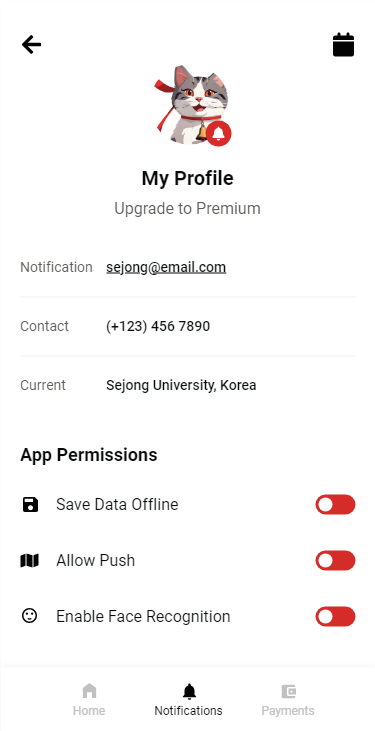 My Profile
Upgrade to Premium
Notification sejong@email.com
Contact (+123) 456 7890
Current Sejong University, Korea
App Permissions
Save Data Offline
Allow Push
Enable Face Recognition
Home Notifications Payments